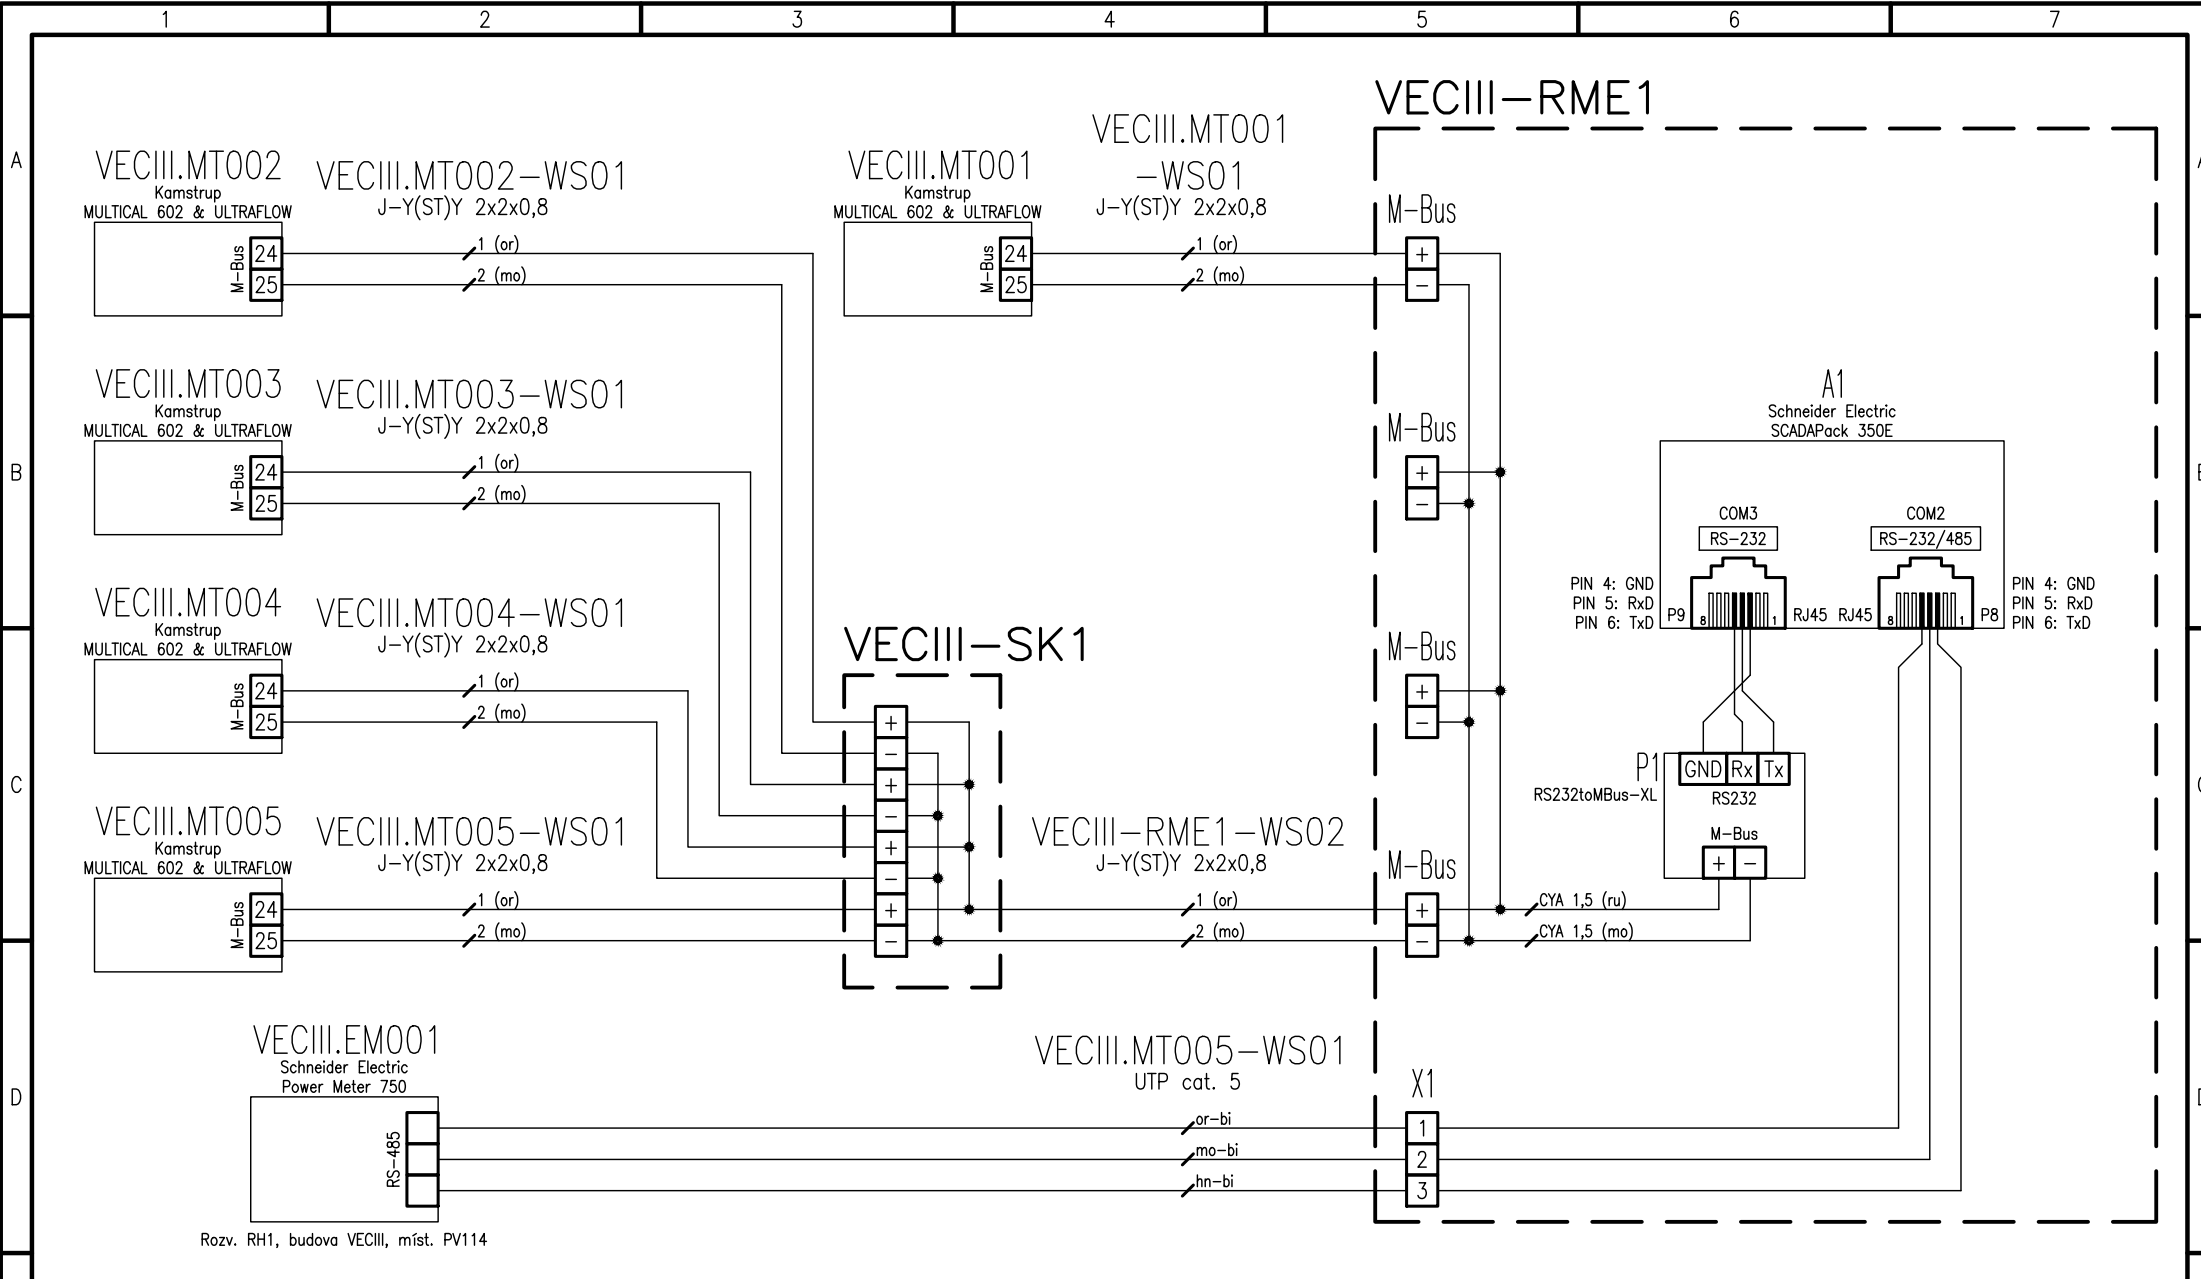 1 2 3 4 5 6 7
VECIII-RME1
A
VECIII.MT002
Kamstrup
MULTICAL 602 & ULTRAFLOW
M-Bus
24
25
VECIII.MT002-WS01
J-Y(ST)Y 2x2x0,8
1 (or)
2 (mo)
VECIII.MT001
Kamstrup
MULTICAL 602 & ULTRAFLOW
M-Bus
24
25
VECIII.MT001
-WS01
J-Y(ST)Y 2x2x0,8
1 (or)
2 (mo)
M-Bus
+
-
B
VECIII.MT003
Kamstrup
MULTICAL 602 & ULTRAFLOW
M-Bus
24
25
VECIII.MT003-WS01
J-Y(ST)Y 2x2x0,8
1 (or)
2 (mo)
M-Bus
+
-
A1
Schneider Electric
SCADAPack 350E
COM3
RS-232
COM2
RS-232/485
PIN 4: GND
PIN 5: RxD
PIN 6: TxD
P9
8 1
RJ45 RJ45
8 1
P8
PIN 4: GND
PIN 5: RxD
PIN 6: TxD
VECIII.MT004
Kamstrup
MULTICAL 602 & ULTRAFLOW
M-Bus
24
25
VECIII.MT004-WS01
J-Y(ST)Y 2x2x0,8
1 (or)
2 (mo)
VECIII-SK1
+
-
+
-
+
-
+
-
M-Bus
+
-
C
P1
RS232toMBus-XL
GND Rx Tx
RS232
M-Bus
+ -
VECIII.MT005
Kamstrup
MULTICAL 602 & ULTRAFLOW
M-Bus
24
25
VECIII.MT005-WS01
J-Y(ST)Y 2x2x0,8
1 (or)
2 (mo)
VECIII-RME1-WS02
J-Y(ST)Y 2x2x0,8
1 (or)
2 (mo)
M-Bus
+
-
CYA 1,5 (ru)
CYA 1,5 (mo)
D
VECIII.EM001
Schneider Electric
Power Meter 750
RS-485
VECIII.MT005-WS01
UTP cat. 5
or-bi
mo-bi
hn-bi
X1
1
2
3
Rozv. RH1, budova VECIII, míst. PV114